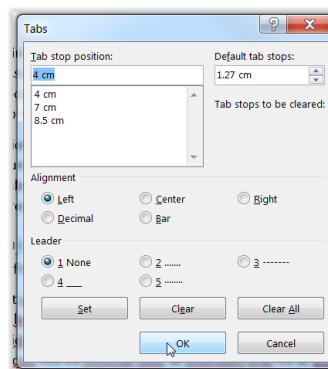 Tabs
Tab stop position:
Default tab stops:
4 cm
1.27 cm
4 cm
7 cm
8.5 cm
Tab stops to be cleared:
Alignment
Left
Center
Right
Decimal
Bar
Leader
1 None
2 .......
3 -------
4 ___
5 ......
Set
Clear
Clear All
OK
Cancel